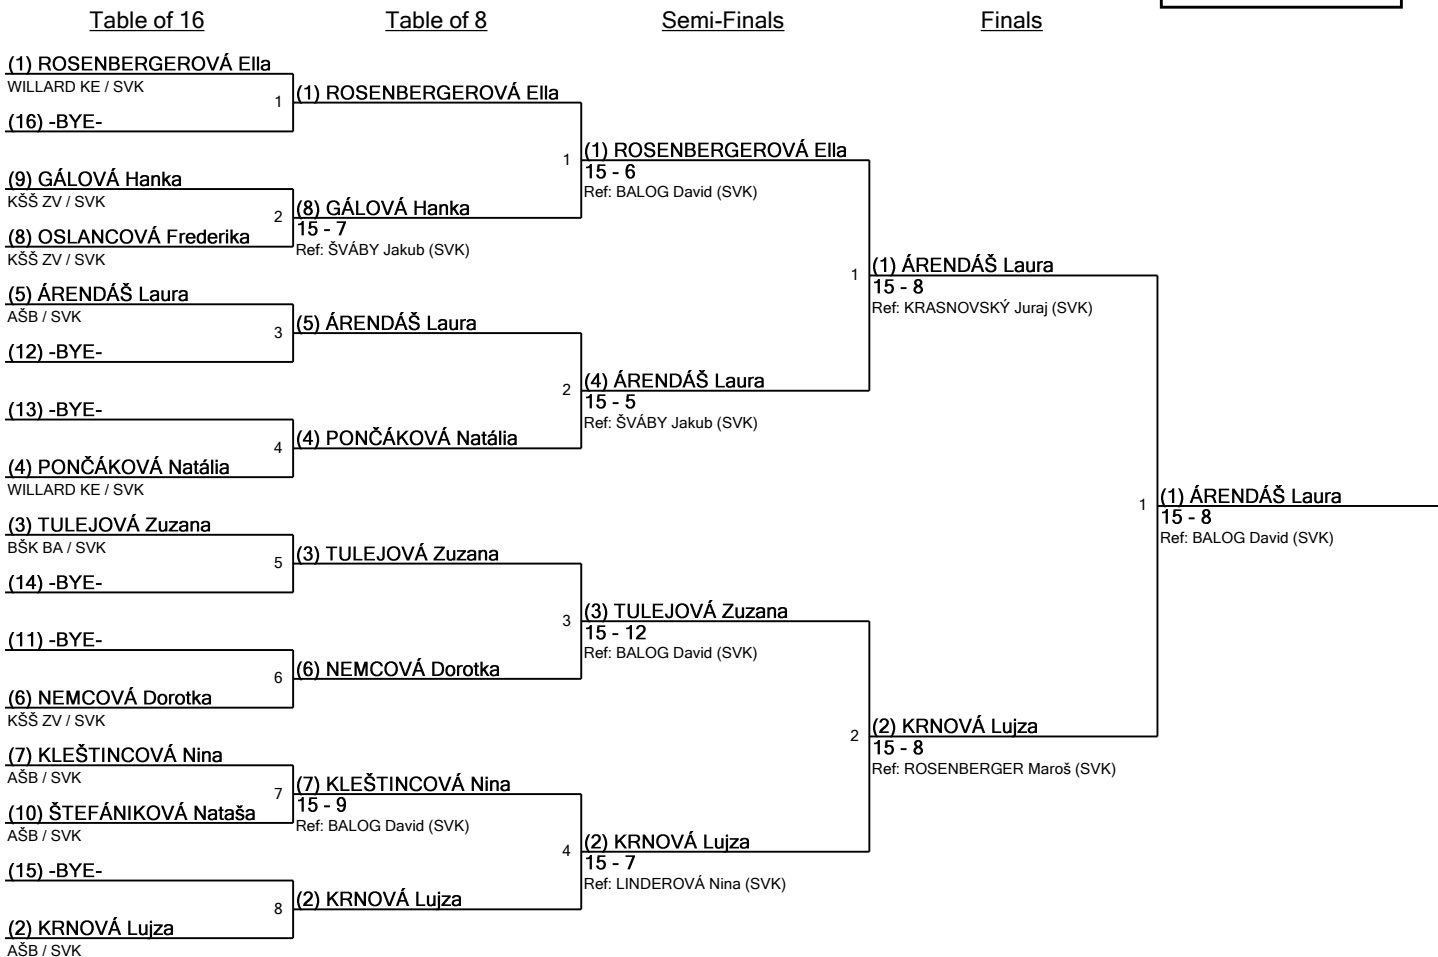 Table of 16
Table of 8
Semi-Finals
Finals
(1) ROSENBERGEROVÁ Ella
WILLARD KE / SVK
1
(16) -BYE-
(9) GÁLOVÁ Hanka
KŠŠ ZV / SVK
2
(8) OSLANCOVÁ Frederika
KŠŠ ZV / SVK
(5) ÁRENDÁŠ Laura
AŠB / SVK
3
(12) -BYE-
(13) -BYE-
4
(4) PONČÁKOVÁ Natália
WILLARD KE / SVK
(3) TULEJOVÁ Zuzana
BŠK BA / SVK
5
(14) -BYE-
(11) -BYE-
6
(6) NEMCOVÁ Dorotka
KŠŠ ZV / SVK
(7) KLEŠTINCOVÁ Nina
AŠB / SVK
7
(10) ŠTEFÁNIKOVÁ Nataša
AŠB / SVK
(15) -BYE-
8
(2) KRNOVÁ Lujza
AŠB / SVK
(1) ROSENBERGEROVÁ Ella
1
(8) GÁLOVÁ Hanka
15 - 7
Ref: ŠVÁBY Jakub (SVK)
(5) ÁRENDÁŠ Laura
2
(4) PONČÁKOVÁ Natália
(3) TULEJOVÁ Zuzana
3
(6) NEMCOVÁ Dorotka
(7) KLEŠTINCOVÁ Nina
15 - 9
Ref: BALOG David (SVK)
4
(2) KRNOVÁ Lujza
(1) ROSENBERGEROVÁ Ella
15 - 6
Ref: BALOG David (SVK)
1
(4) ÁRENDÁŠ Laura
15 - 5
Ref: ŠVÁBY Jakub (SVK)
(3) TULEJOVÁ Zuzana
15 - 12
Ref: BALOG David (SVK)
2
(2) KRNOVÁ Lujza
15 - 7
Ref: LINDEROVÁ Nina (SVK)
(1) ÁRENDÁŠ Laura
15 - 8
Ref: KRASNOVSKÝ Juraj (SVK)
1
(2) KRNOVÁ Lujza
15 - 8
Ref: ROSENBERGER Maroš (SVK)
(1) ÁRENDÁŠ Laura
15 - 8
Ref: BALOG David (SVK)